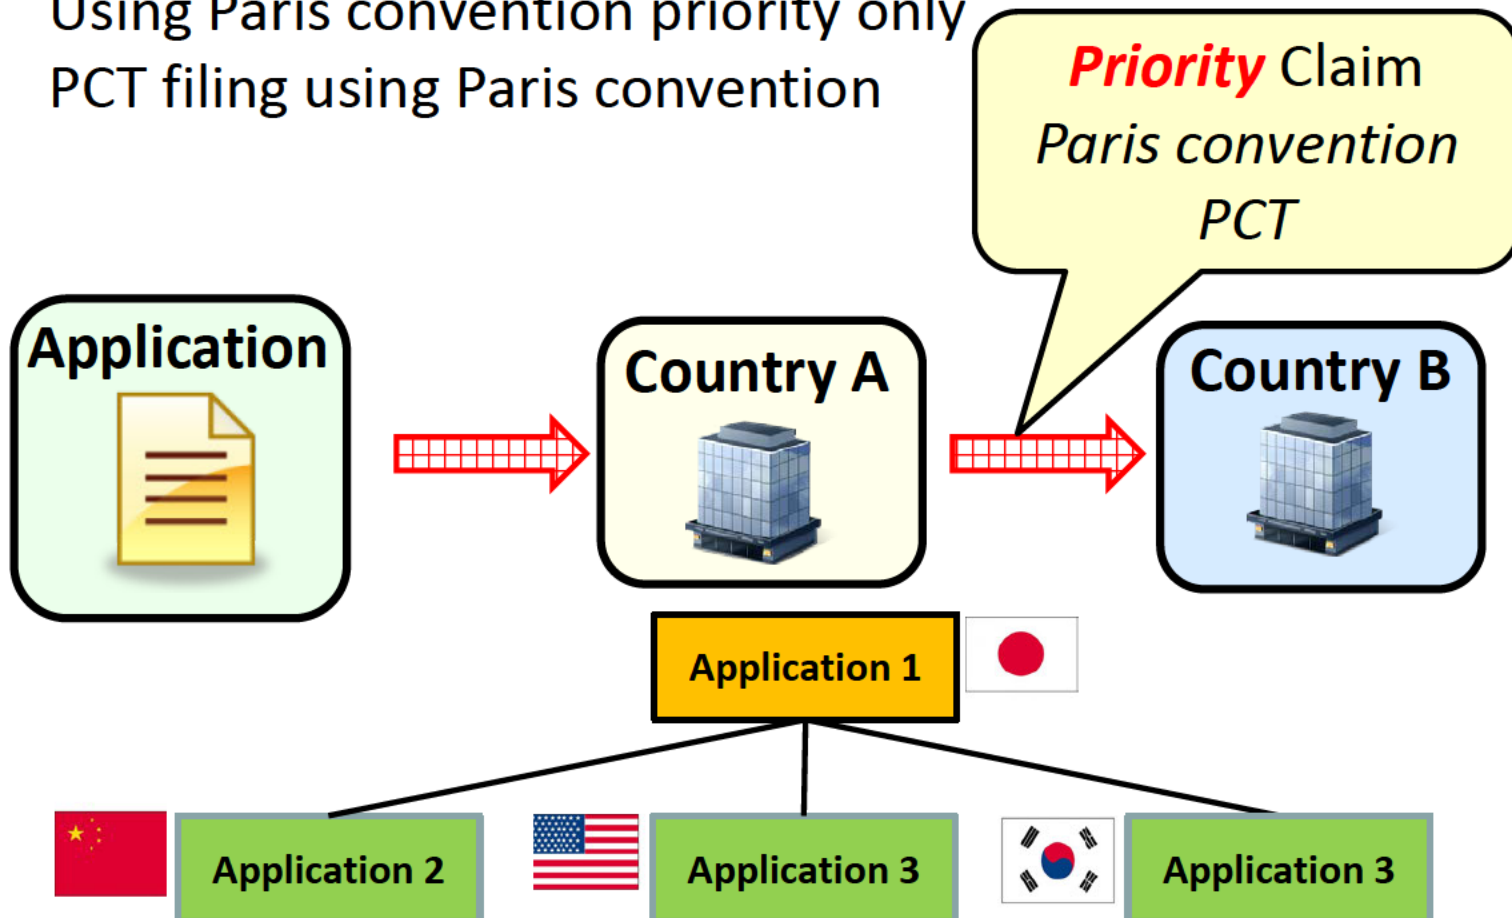 Using Paris convention priority only
PCT filing using Paris convention
Priority Claim
Paris convention
PCT
Application
Country A
Country B
Application 1
Application 2
Application 3
Application 3